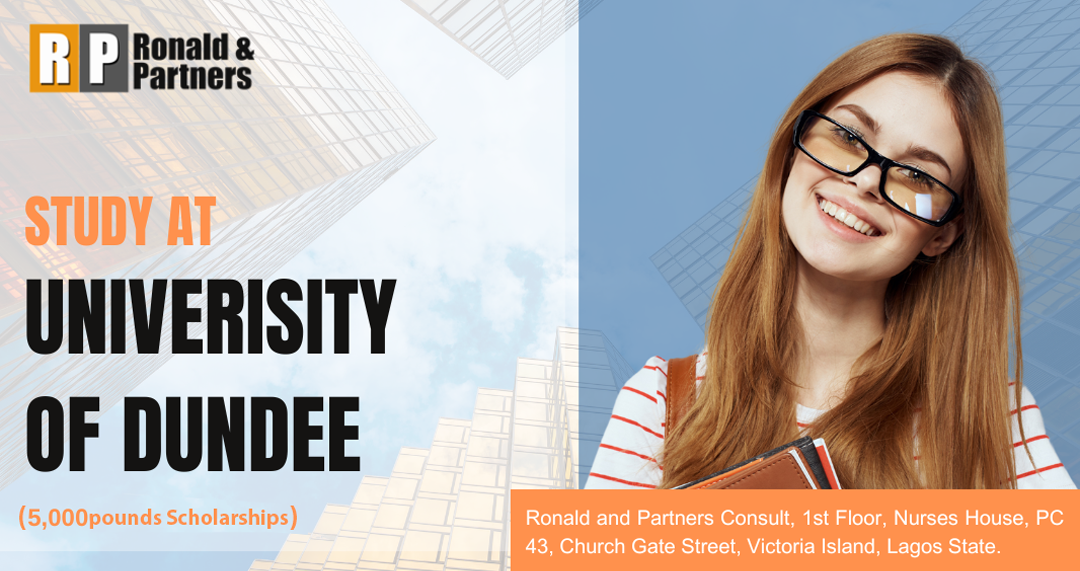 RP Ronald &
Partners
STUDY AT
UNIVERISITY
OF DUNDEE
(5,000pounds Scholarships)
Ronald and Partners Consult, 1st Floor, Nurses House, PC
43, Church Gate Street, Victoria Island, Lagos State.